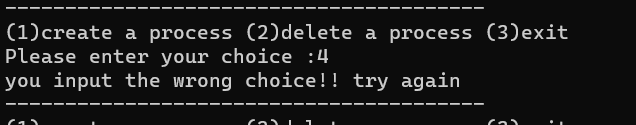 ----------------------------------------
(1)create a process (2)delete a process (3)exit
Please enter your choice :4
you input the wrong choice!! try again
----------------------------------------